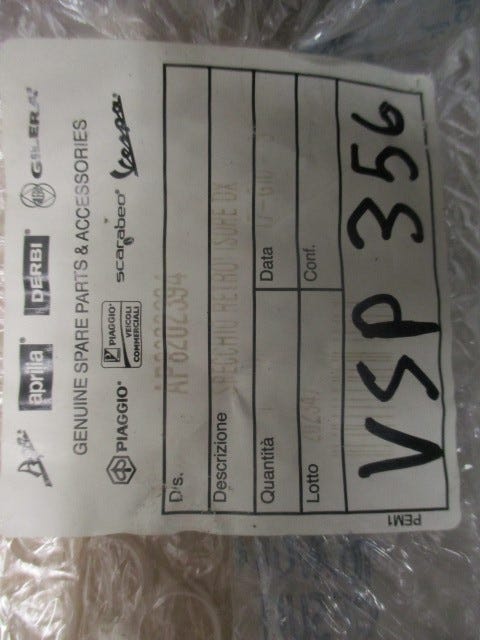 aprilia DERBI GILERA
GENUINE SPARE PARTS & ACCESSORIES
PIAGGIO PIAGGIO VEICOLI COMMERCIALI scarabeo Vespa
D/s. AP8202394
Descrizione SPECCHIO RETROVISORE DX
Quantità Data
Lotto Conf.
VSP 356
PEM1